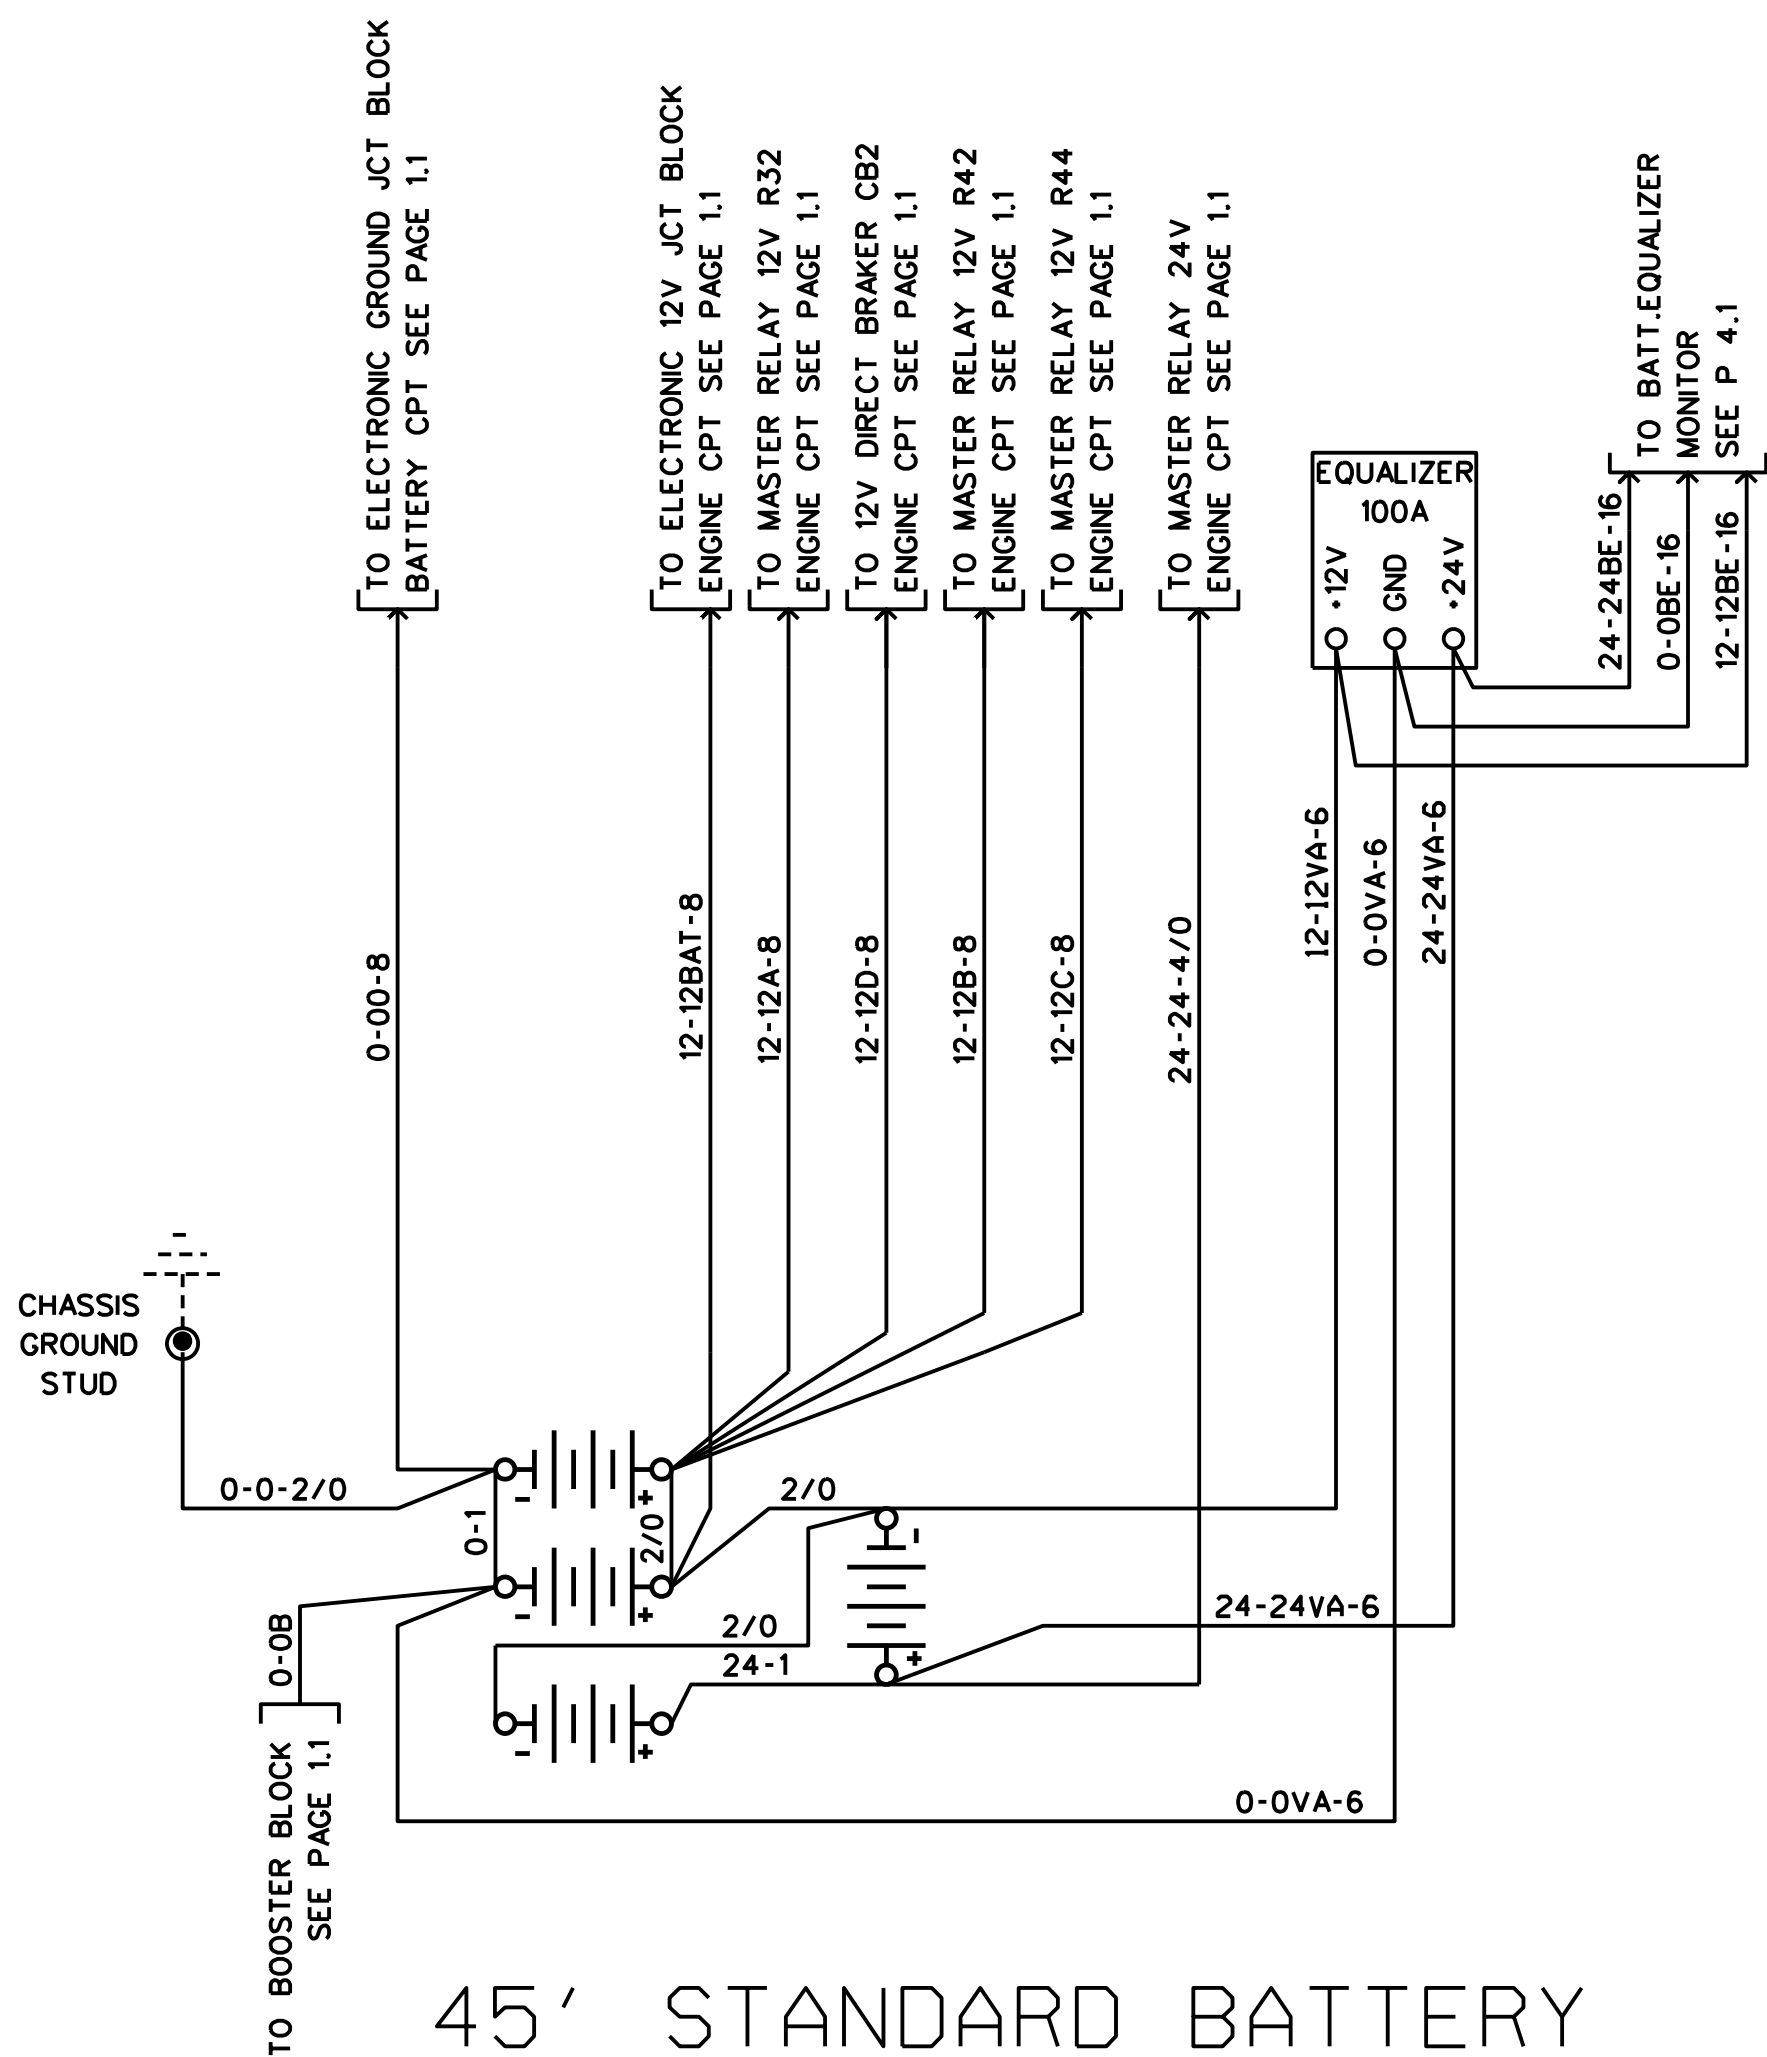 TO ELECTRONIC GROUND JCT BLOCK
BATTERY CPT SEE PAGE 1.1
TO ELECTRONIC 12V JCT BLOCK
ENGINE CPT SEE PAGE 1.1
TO MASTER RELAY 12V R32
ENGINE CPT SEE PAGE 1.1
TO 12V DIRECT BRAKER CB2
ENGINE CPT SEE PAGE 1.1
TO MASTER RELAY 12V R42
ENGINE CPT SEE PAGE 1.1
TO MASTER RELAY 12V R44
ENGINE CPT SEE PAGE 1.1
TO MASTER RELAY 24V
ENGINE CPT SEE PAGE 1.1
EQUALIZER
100A
+12V
GND
+24V
TO BATT.EQUALIZER
MONITOR
SEE P 4.1
24-24BE-16
0-0BE-16
12-12BE-16
0-00-8
12-12BAT-8
12-12A-8
12-12D-8
12-12B-8
12-12C-8
24-24-4/0
12-12VA-6
0-0VA-6
24-24VA-6
CHASSIS
GROUND
STUD
0-0-2/0
0-1
- +
2/0
2/0
-
- +
0-0B
2/0
24-1
+
24-24VA-6
- +
0-0VA-6
TO BOOSTER BLOCK
SEE PAGE 1.1
45' STANDARD BATTERY